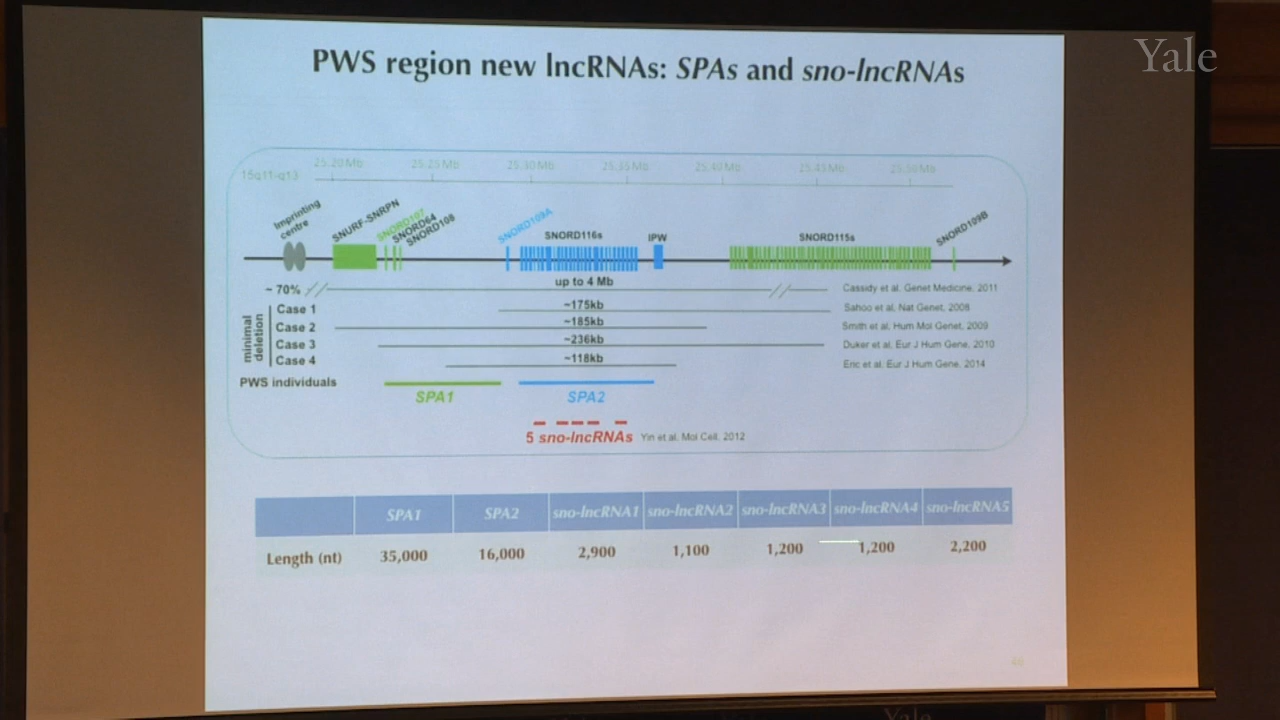 Yale
PWS region new lncRNAs: SPAs and sno-lncRNAs
15q11-q13
25.20 Mb 25.25 Mb 25.30 Mb 25.35 Mb 25.40 Mb 25.45 Mb 25.50 Mb
Imprinting
centre
SNURF-SNRPN
SNORD107
SNORD64
SNORD108
SNORD109A
SNORD116s
IPW
SNORD115s
SNORD109B
~ 70% up to 4 Mb Cassidy et al. Genet Medicine, 2011
minimal
deletion
Case 1 ~175kb Sahoo et al. Nat Genet, 2008
Case 2 ~185kb Smith et al. Hum Mol Genet, 2009
Case 3 ~236kb Duker et al. Eur J Hum Gene, 2010
Case 4 ~118kb Eric et al. Eur J Hum Gene, 2014
PWS individuals
SPA1 SPA2
5 sno-lncRNAs Yin et al. Mol Cell. 2012
SPA1 SPA2 sno-lncRNA1 sno-lncRNA2 sno-lncRNA3 sno-lncRNA4 sno-lncRNA5
Length (nt) 35,000 16,000 2,900 1,100 1,200 1,200 2,200
Yale